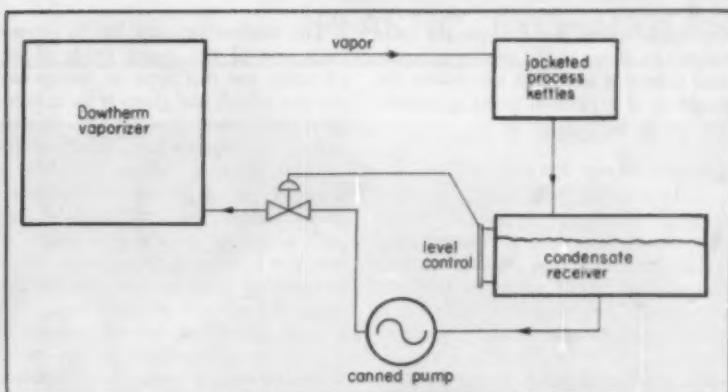 vapor
jacketed
process
kettles
Dowtherm
vaporizer
level
control
condensate
receiver
canned pump